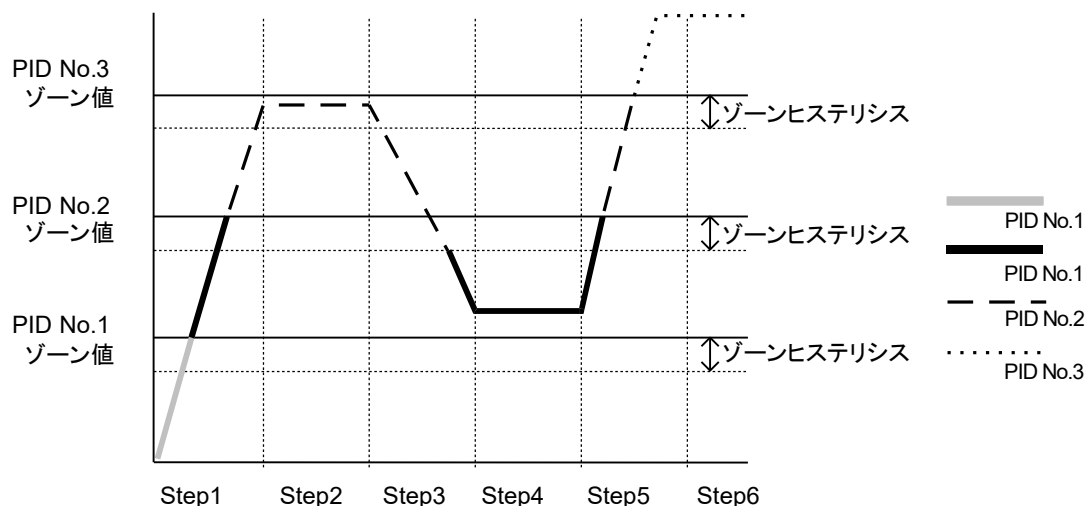 PID No.3
ゾーン値
ゾーンヒステリシス
PID No.2
ゾーン値
ゾーンヒステリシス
PID No.1
ゾーン値
ゾーンヒステリシス
PID No.1
PID No.1
PID No.2
PID No.3
Step1 Step2 Step3 Step4 Step5 Step6